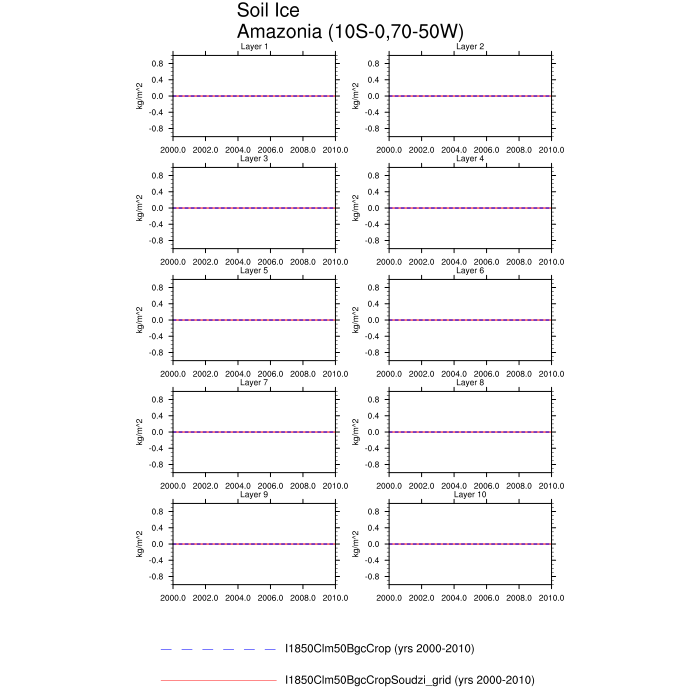 Soil Ice
Amazonia (10S-0,70-50W)
Layer 1 Layer 2
0.8 0.8
0.4 0.4
kg/m^2 0.0 kg/m^2 0.0
-0.4 -0.4
-0.8 -0.8
2000.0 2002.0 2004.0 2006.0 2008.0 2010.0 2000.0 2002.0 2004.0 2006.0 2008.0 2010.0
Layer 3 Layer 4
0.8 0.8
0.4 0.4
kg/m^2 0.0 kg/m^2 0.0
-0.4 -0.4
-0.8 -0.8
2000.0 2002.0 2004.0 2006.0 2008.0 2010.0 2000.0 2002.0 2004.0 2006.0 2008.0 2010.0
Layer 5 Layer 6
0.8 0.8
0.4 0.4
kg/m^2 0.0 kg/m^2 0.0
-0.4 -0.4
-0.8 -0.8
2000.0 2002.0 2004.0 2006.0 2008.0 2010.0 2000.0 2002.0 2004.0 2006.0 2008.0 2010.0
Layer 7 Layer 8
0.8 0.8
0.4 0.4
kg/m^2 0.0 kg/m^2 0.0
-0.4 -0.4
-0.8 -0.8
2000.0 2002.0 2004.0 2006.0 2008.0 2010.0 2000.0 2002.0 2004.0 2006.0 2008.0 2010.0
Layer 9 Layer 10
0.8 0.8
0.4 0.4
kg/m^2 0.0 kg/m^2 0.0
-0.4 -0.4
-0.8 -0.8
2000.0 2002.0 2004.0 2006.0 2008.0 2010.0 2000.0 2002.0 2004.0 2006.0 2008.0 2010.0
I1850Clm50BgcCrop (yrs 2000-2010)
I1850Clm50BgcCropSoudzi_grid (yrs 2000-2010)